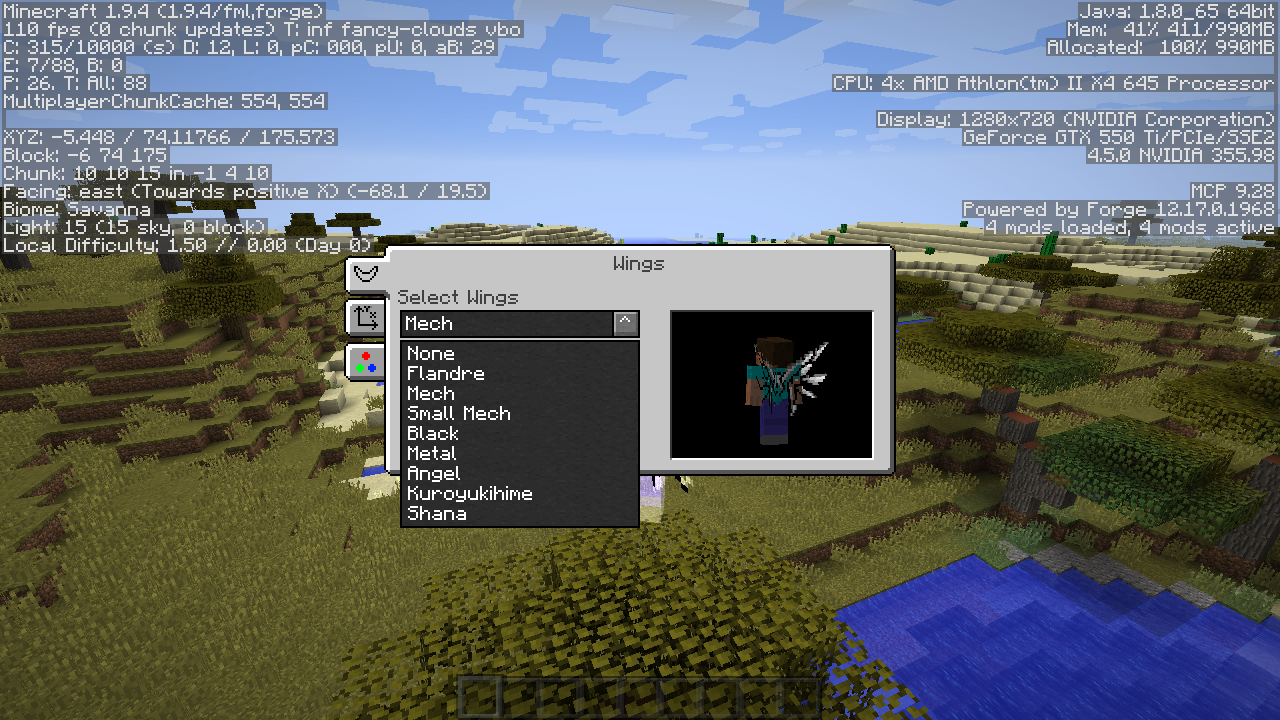 Minecraft 1.9.4 (1.9.4/fml,forge)
110 fps (0 chunk updates) T: inf fancy-clouds vbo
C: 315/10000 (s) D: 12, L: 0, pC: 000, pU: 0, aB: 29
E: 7/88, B: 0
P: 26. T: All: 88
MultiplayerChunkCache: 554, 554
XYZ: -5.448 / 74.11766 / 175.573
Block: -6 74 175
Chunk: 10 10 15 in -1 4 10
Facing: east (Towards positive X) (-68.1 / 19.5)
Biome: Savanna
Light: 15 (15 sky, 0 block)
Local Difficulty: 1.50 // 0.00 (Day 0)
Java: 1.8.0_65 64bit
Mem: 41% 411/990MB
Allocated: 100% 990MB
CPU: 4x AMD Athlon(tm) II X4 645 Processor
Display: 1280x720 (NVIDIA Corporation)
GeForce GTX 550 Ti/PCIe/SSE2
4.5.0 NVIDIA 355.98
MCP 9.28
Powered by Forge 12.17.0.1968
4 mods loaded, 4 mods active
Wings
Select Wings
Mech
None
Flandre
Mech
Small Mech
Black
Metal
Angel
Kuroyukihime
Shana